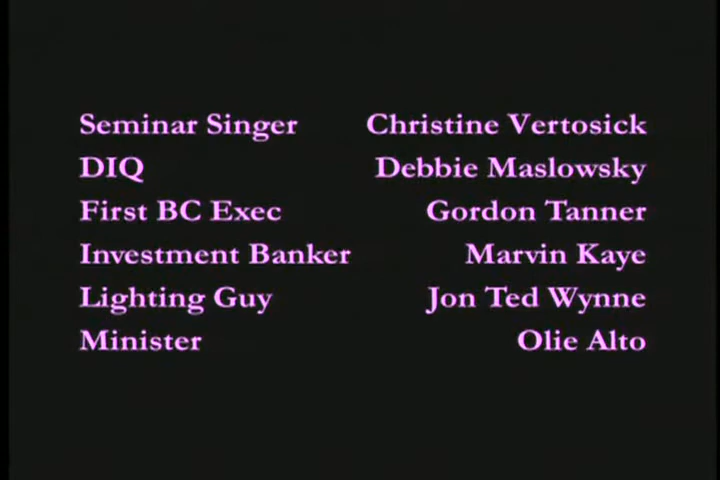 Seminar Singer Christine Vertosick
DIQ Debbie Maslowsky
First BC Exec Gordon Tanner
Investment Banker Marvin Kaye
Lighting Guy Jon Ted Wynne
Minister Olie Alto